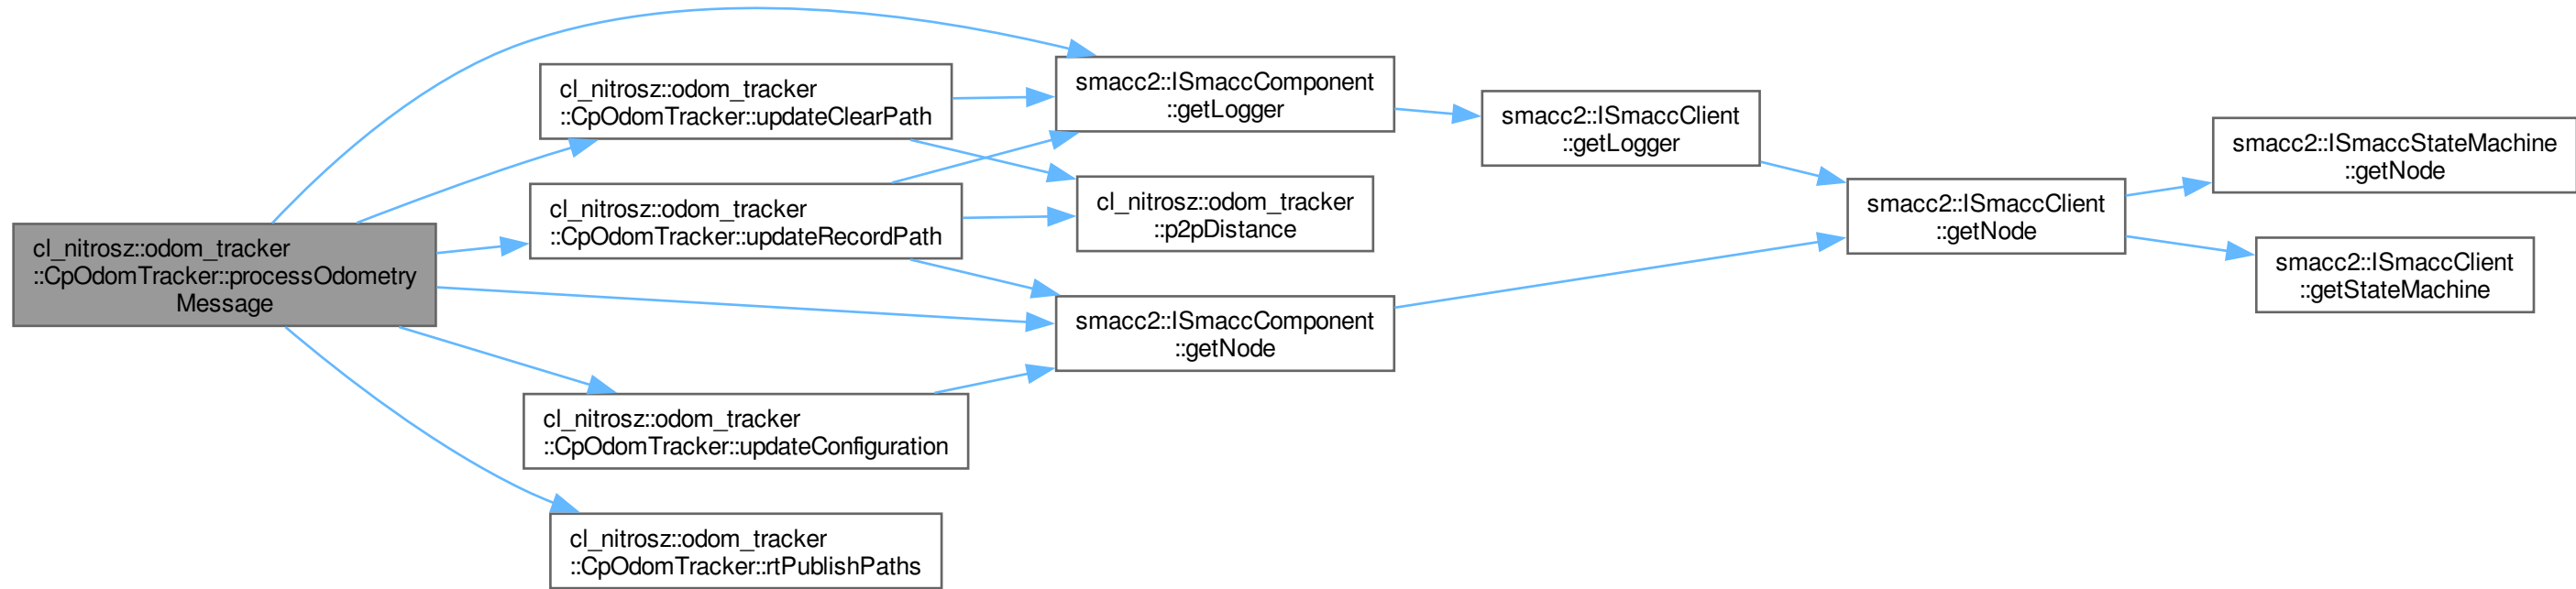 cl_nitrosz::odom_tracker
::CpOdomTracker::processOdometry
Message
cl_nitrosz::odom_tracker
::CpOdomTracker::updateClearPath
cl_nitrosz::odom_tracker
::CpOdomTracker::updateRecordPath
cl_nitrosz::odom_tracker
::CpOdomTracker::updateConfiguration
cl_nitrosz::odom_tracker
::CpOdomTracker::rtPublishPaths
smacc2::ISmaccComponent
::getLogger
cl_nitrosz::odom_tracker
::p2pDistance
smacc2::ISmaccComponent
::getNode
smacc2::ISmaccClient
::getLogger
smacc2::ISmaccClient
::getNode
smacc2::ISmaccStateMachine
::getNode
smacc2::ISmaccClient
::getStateMachine